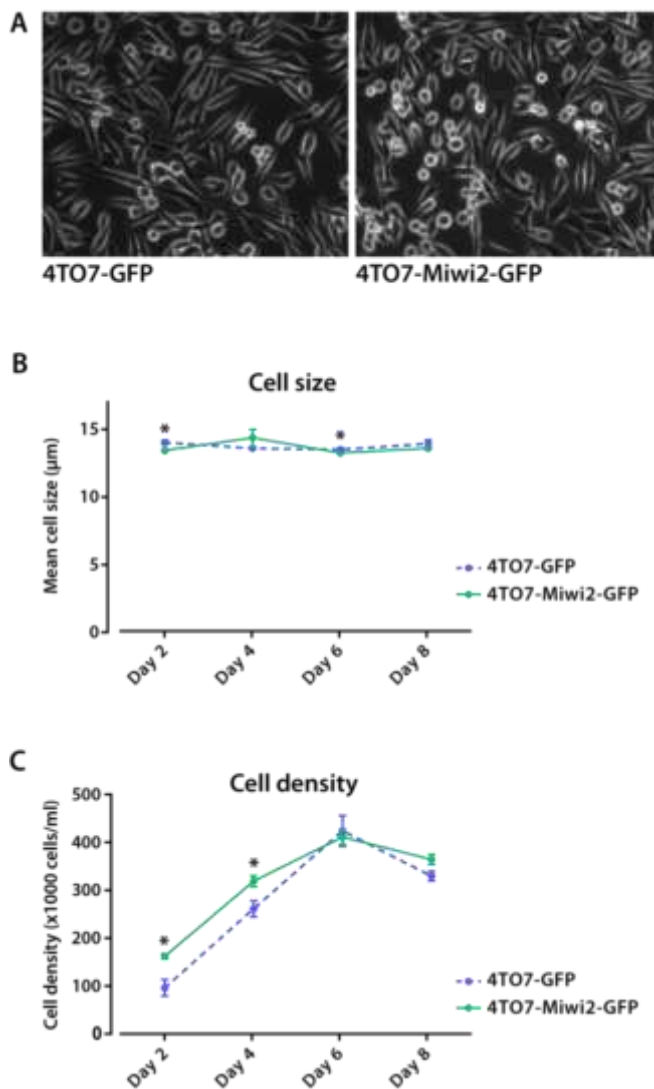 A
4TO7-GFP
4TO7-Miwi2-GFP
B
Cell size
*
*
15
10
5
0
Mean cell size (μm)
Day 2
Day 4
Day 6
Day 8
4TO7-GFP
4TO7-Miwi2-GFP
C
Cell density
500
400
300
200
100
0
*
*
Cell density (x1000 cells/ml)
Day 2
Day 4
Day 6
Day 8
4TO7-GFP
4TO7-Miwi2-GFP